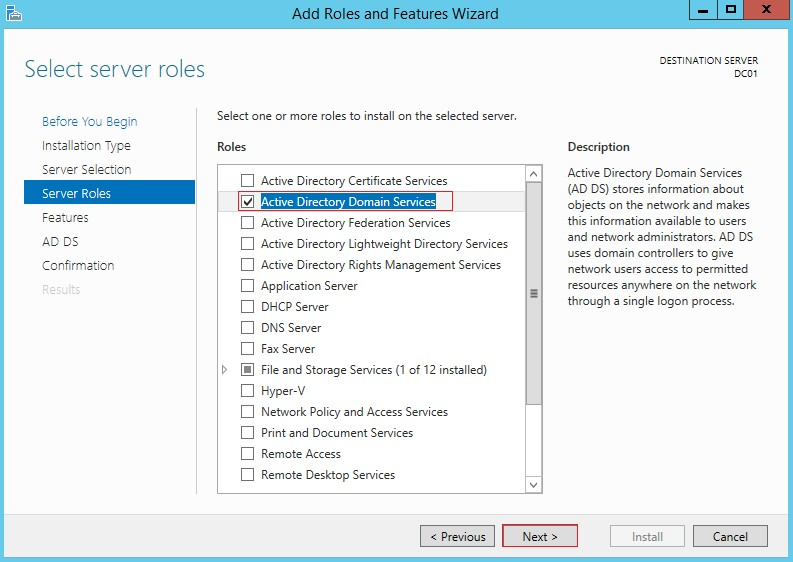 Add Roles and Features Wizard
Select server roles
DESTINATION SERVER
DC01
Before You Begin
Installation Type
Server Selection
Server Roles
Features
AD DS
Confirmation
Results
Select one or more roles to install on the selected server.
Roles
Active Directory Certificate Services
Active Directory Domain Services
Active Directory Federation Services
Active Directory Lightweight Directory Services
Active Directory Rights Management Services
Application Server
DHCP Server
DNS Server
Fax Server
File and Storage Services (1 of 12 installed)
Hyper-V
Network Policy and Access Services
Print and Document Services
Remote Access
Remote Desktop Services
Description
Active Directory Domain Services
(AD DS) stores information about
objects on the network and makes
this information available to users
and network administrators. AD DS
uses domain controllers to give
network users access to permitted
resources anywhere on the network
through a single logon process.
< Previous
Next >
Install
Cancel